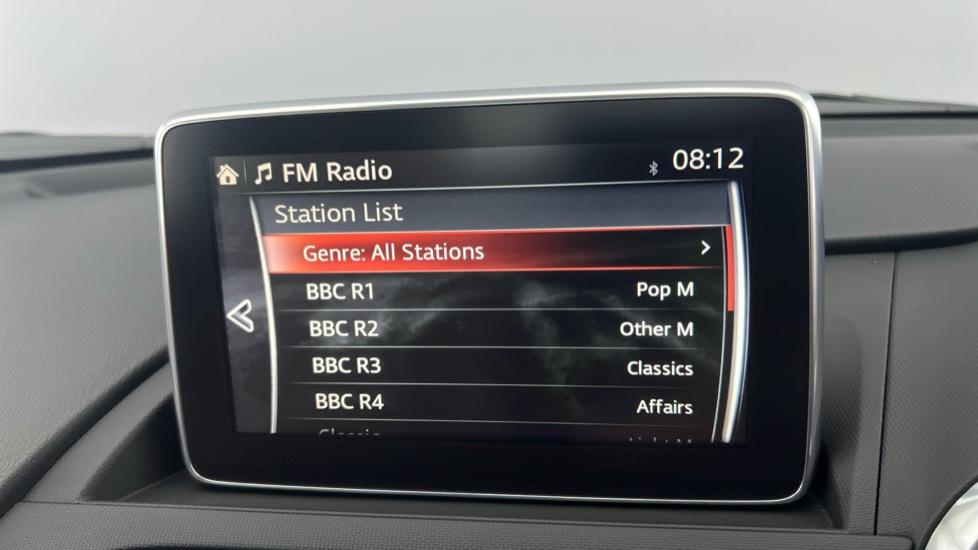 FM Radio 08:12
Station List
Genre: All Stations
BBC R1 Pop M
BBC R2 Other M
BBC R3 Classics
BBC R4 Affairs